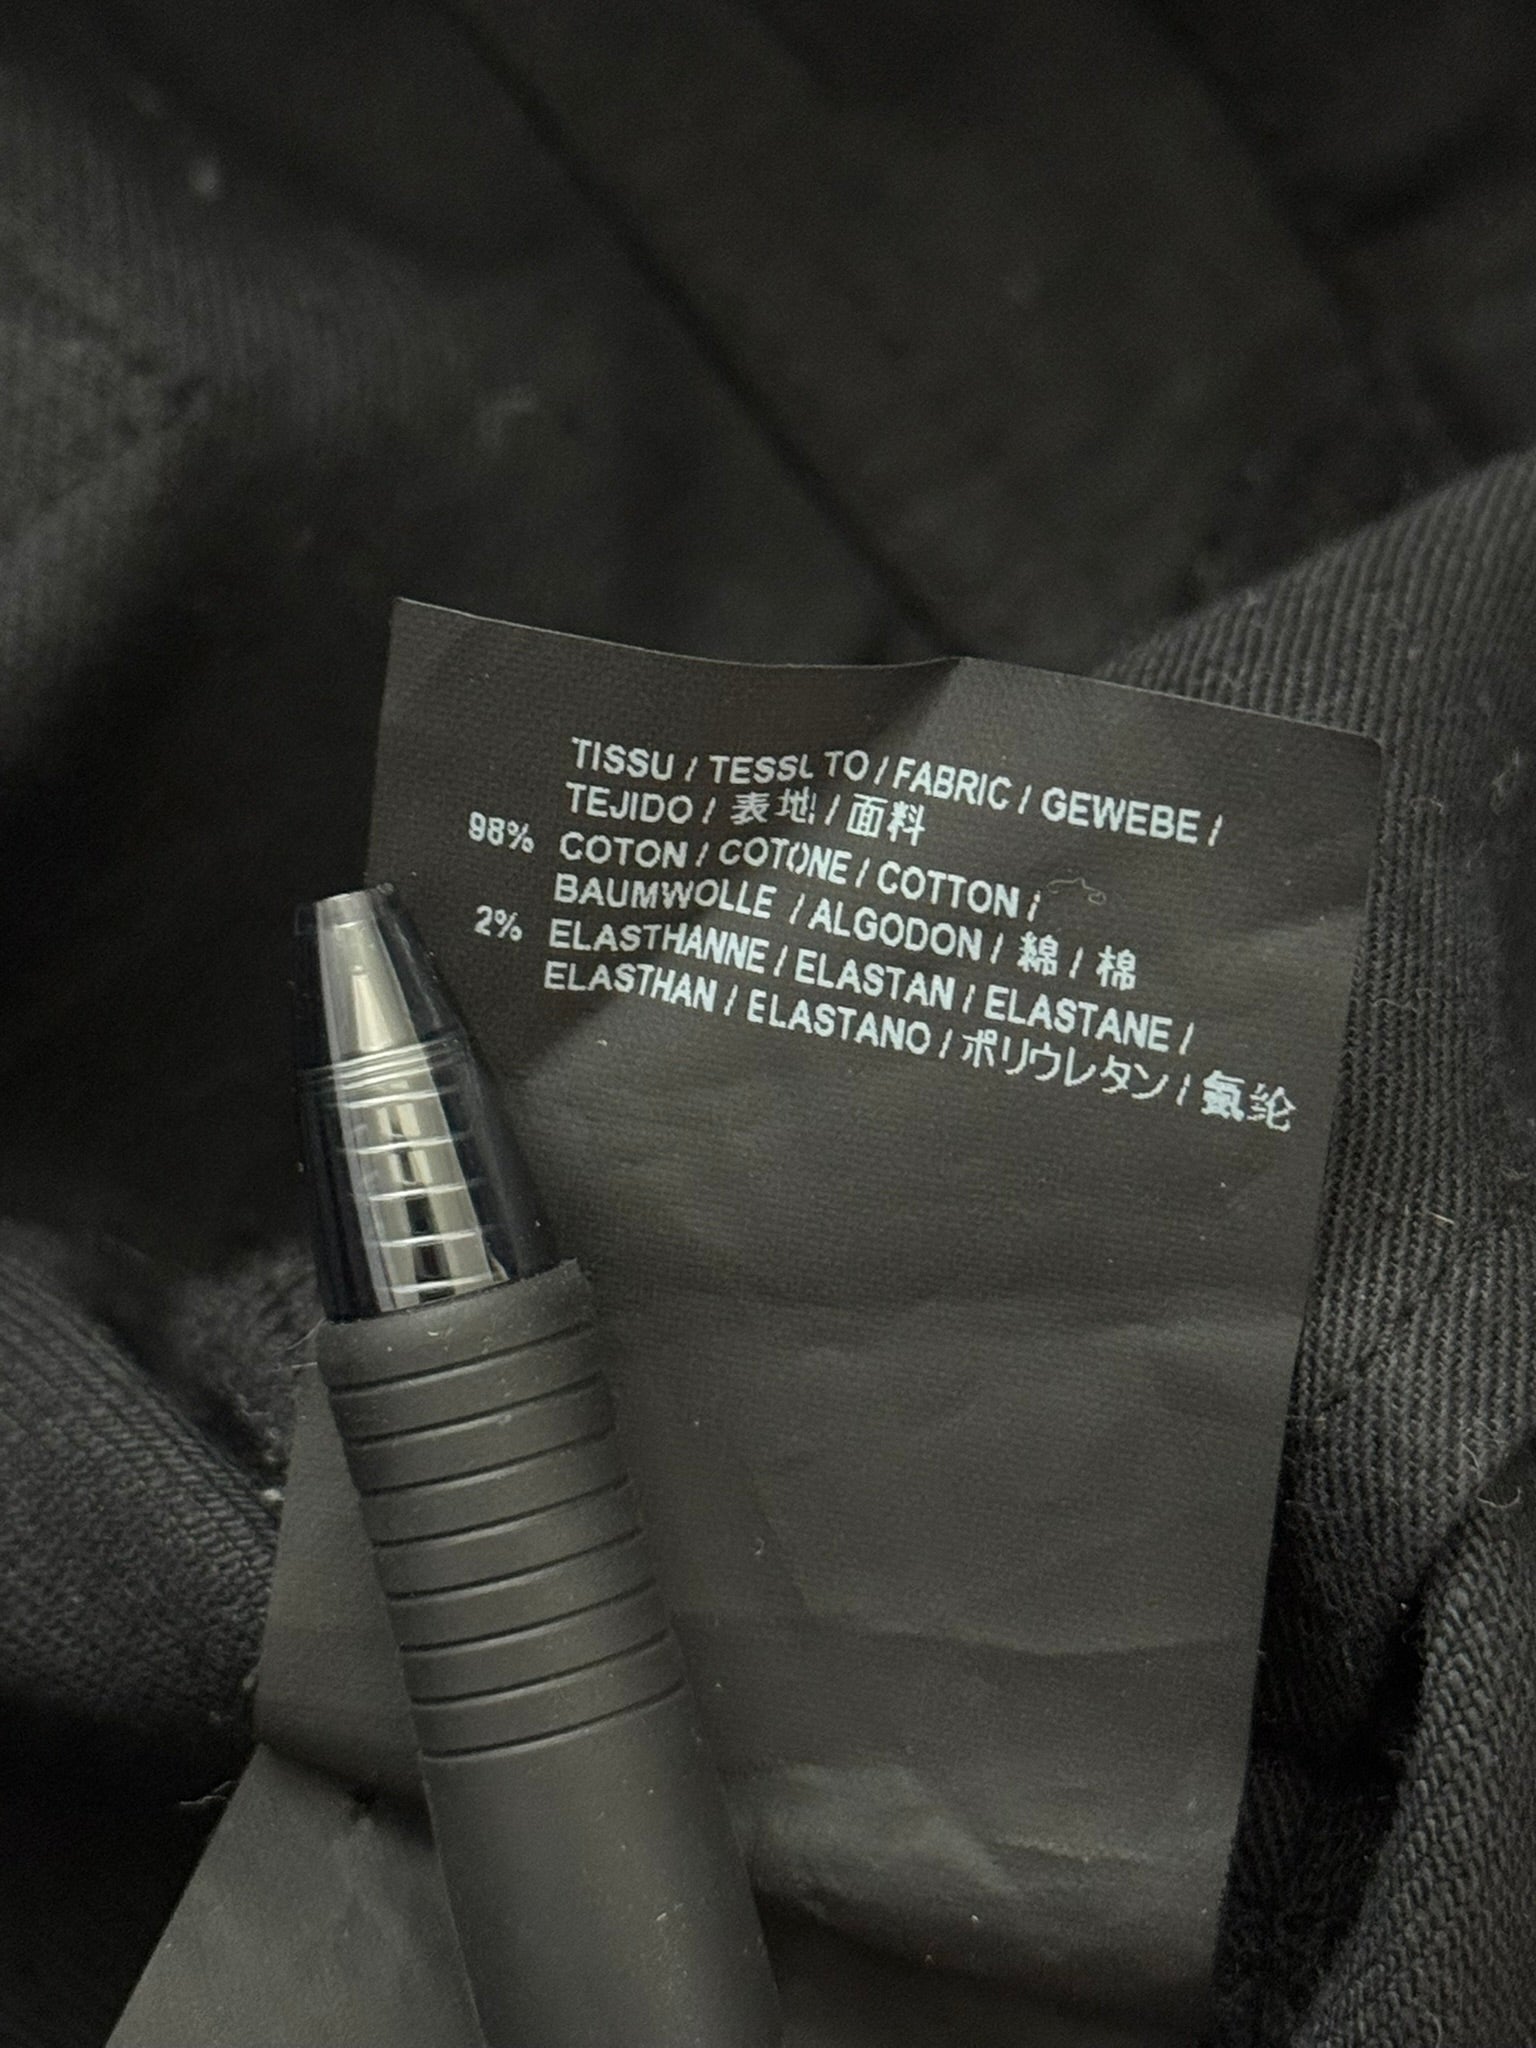 TISSU / TESSUTO / FABRIC / GEWEBE /
TEJIDO / 表地 / 面料
98% COTON / COTONE / COTTON /
BAUMWOLLE / ALGODON / 綿 / 棉
2% ELASTHANNE / ELASTAN / ELASTANE /
ELASTHAN / ELASTANO / ポリウレタン / 氨纶